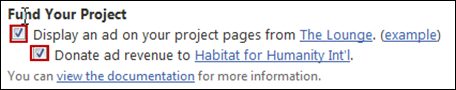 Fund Your Project
Display an ad on your project pages from The Lounge. (example)
Donate ad revenue to Habitat for Humanity Int'l.
You can view the documentation for more information.